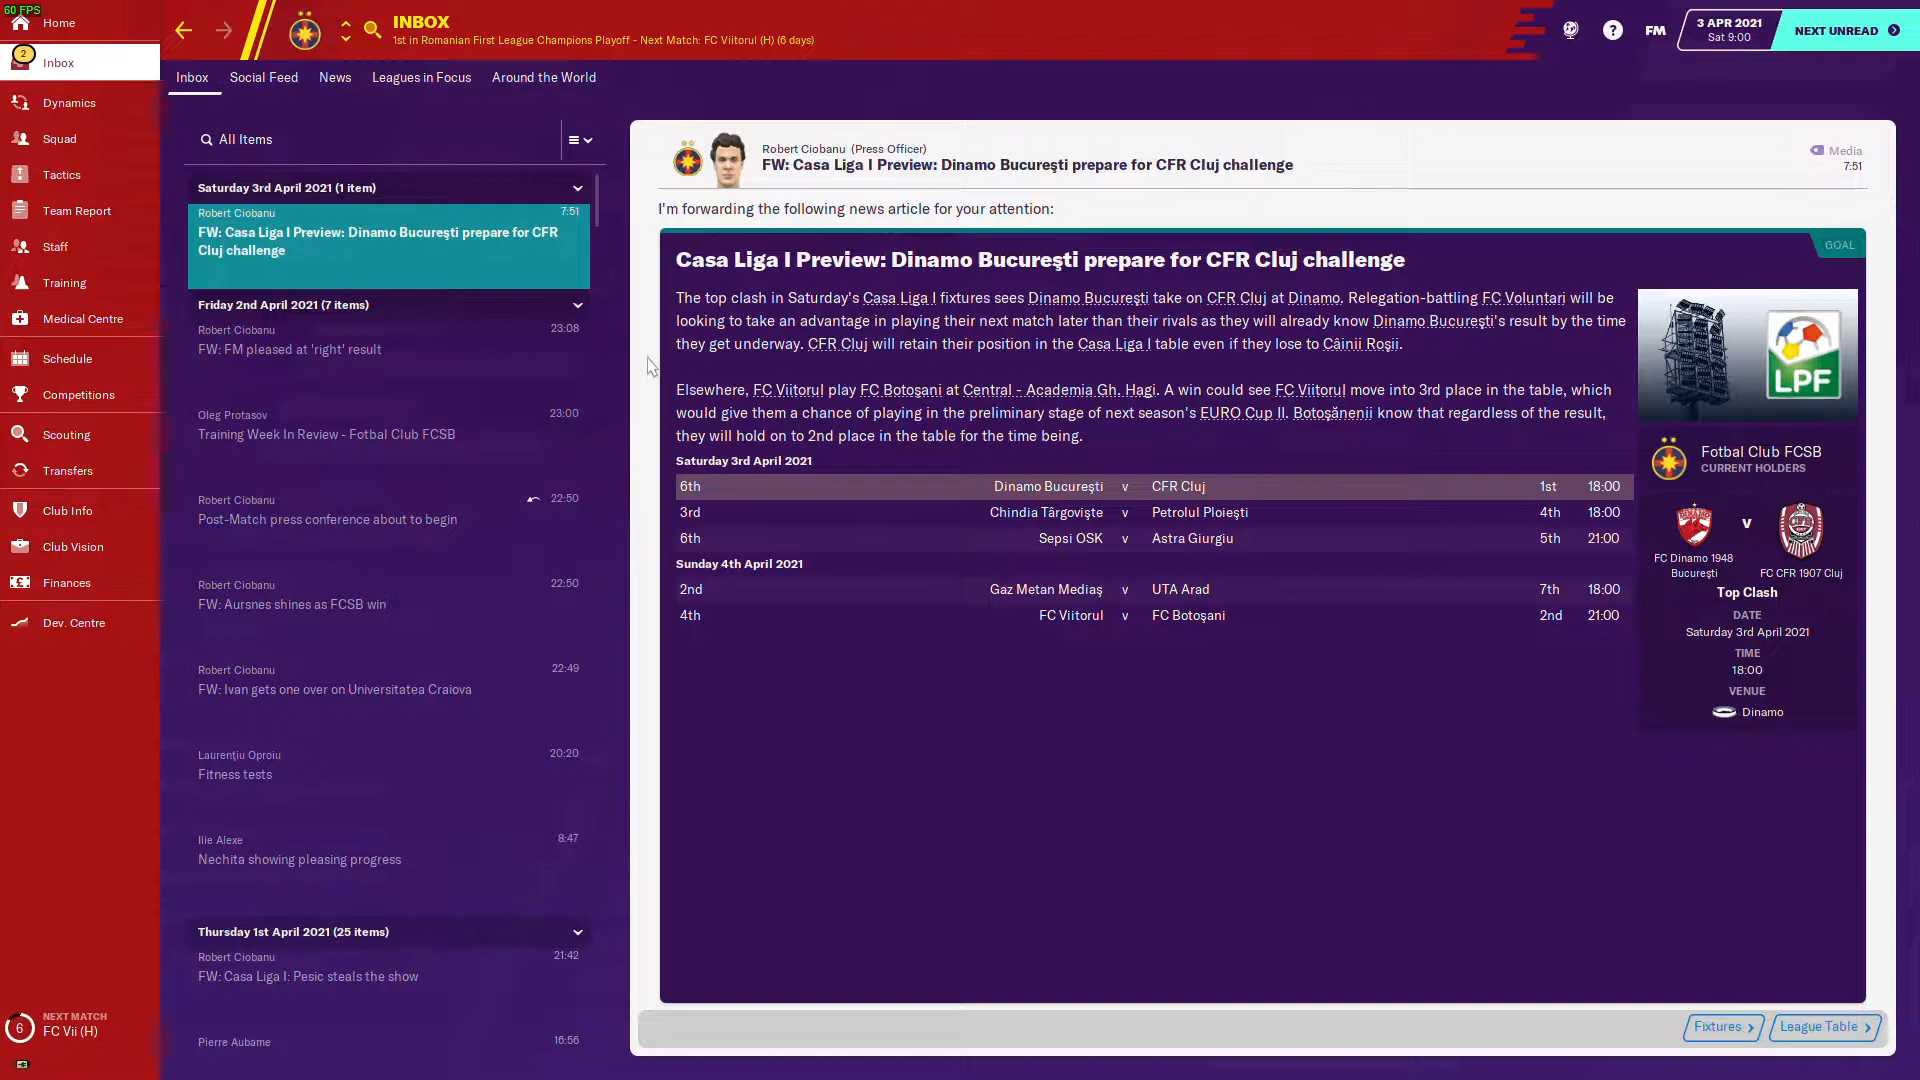 60 FPS
Home
2
Inbox
Dynamics
Squad
Tactics
Team Report
Staff
Training
Medical Centre
Schedule
Competitions
Scouting
Transfers
Club Info
Club Vision
Finances
Dev. Centre
6
NEXT MATCH
FC Vii (H)
INBOX
1st in Romanian First League Champions Playoff - Next Match: FC Viitorul (H) (6 days)
FM
3 APR 2021
Sat 9:00
NEXT UNREAD
Inbox Social Feed News Leagues in Focus Around the World
All Items
Saturday 3rd April 2021 (1 item)
Robert Ciobanu 7:51
FW: Casa Liga I Preview: Dinamo Bucureşti prepare for CFR
Cluj challenge
Friday 2nd April 2021 (7 items)
Robert Ciobanu 23:08
FW: FM pleased at 'right' result
Oleg Protasov 23:00
Training Week In Review - Fotbal Club FCSB
Robert Ciobanu 22:50
Post-Match press conference about to begin
Robert Ciobanu 22:50
FW: Aursnes shines as FCSB win
Robert Ciobanu 22:49
FW: Ivan gets one over on Universitatea Craiova
Laurenţiu Oproiu 20:20
Fitness tests
Ilie Alexe 8:47
Nechita showing pleasing progress
Thursday 1st April 2021 (25 items)
Robert Ciobanu 21:42
FW: Casa Liga I: Pesic steals the show
Pierre Aubame 16:56
Robert Ciobanu (Press Officer)
FW: Casa Liga I Preview: Dinamo Bucureşti prepare for CFR Cluj challenge
Media
7:51
I'm forwarding the following news article for your attention:
GOAL
Casa Liga I Preview: Dinamo Bucureşti prepare for CFR Cluj challenge
The top clash in Saturday's Casa Liga I fixtures sees Dinamo Bucureşti take on CFR Cluj at Dinamo. Relegation-battling FC Voluntari will be
looking to take an advantage in playing their next match later than their rivals as they will already know Dinamo Bucureşti's result by the time
they get underway. CFR Cluj will retain their position in the Casa Liga I table even if they lose to Câinii Roşii.
Elsewhere, FC Viitorul play FC Botoşani at Central - Academia Gh. Hagi. A win could see FC Viitorul move into 3rd place in the table, which
would give them a chance of playing in the preliminary stage of next season's EURO Cup II. Botoşănenii know that regardless of the result,
they will hold on to 2nd place in the table for the time being.
Saturday 3rd April 2021
6th Dinamo Bucureşti v CFR Cluj 1st 18:00
3rd Chindia Târgovişte v Petrolul Ploieşti 4th 18:00
6th Sepsi OSK v Astra Giurgiu 5th 21:00
Sunday 4th April 2021
2nd Gaz Metan Mediaş v UTA Arad 7th 18:00
4th FC Viitorul v FC Botoşani 2nd 21:00
LPF
Fotbal Club FCSB
CURRENT HOLDERS
DINAMO
v
FC Dinamo 1948
Bucureşti
FC CFR 1907 Cluj
Top Clash
DATE
Saturday 3rd April 2021
TIME
18:00
VENUE
Dinamo
Fixtures
League Table